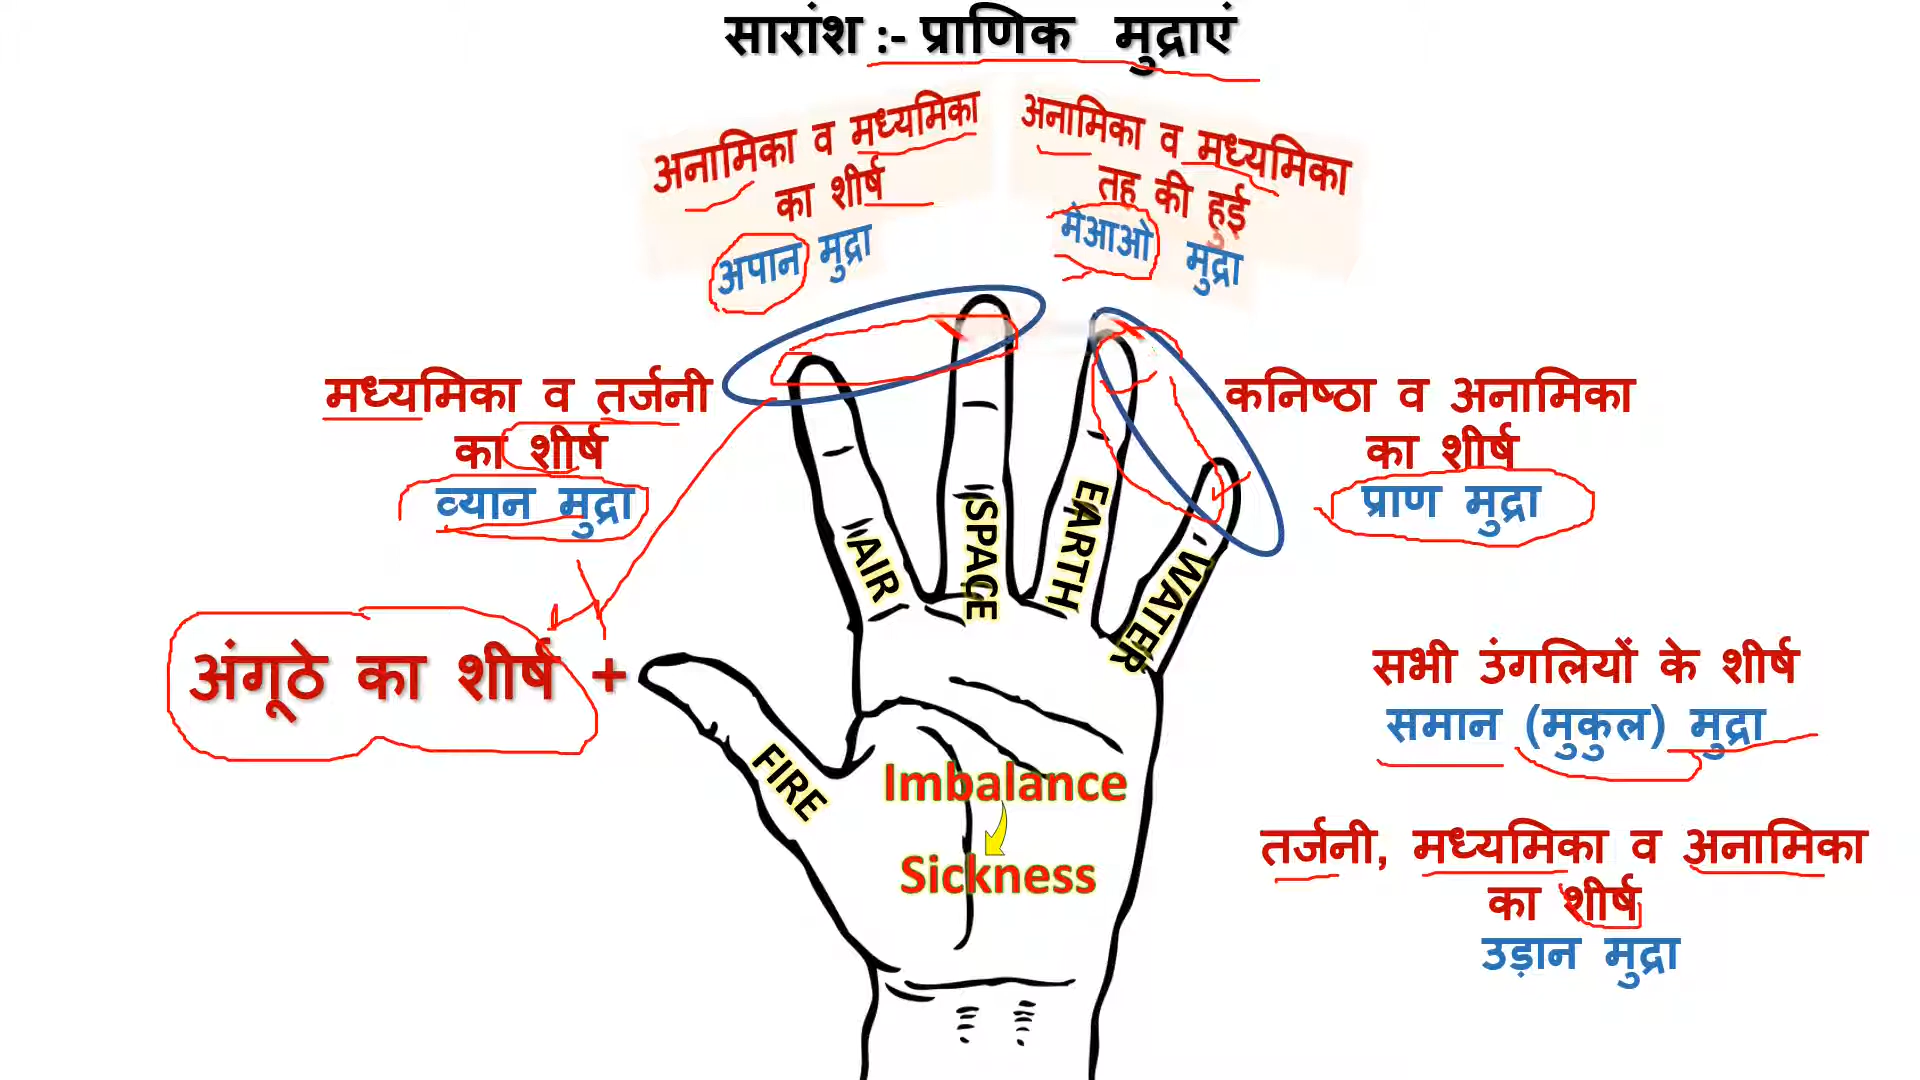 सारांश :- प्राणिक मुद्राएं
अनामिका व मध्यमिका
का शीर्ष
अपान मुद्रा
अनामिका व मध्यमिका
तह की हुई
मेआओ मुद्रा
मध्यमिका व तर्जनी
का शीर्ष
व्यान मुद्रा
कनिष्ठा व अनामिका
का शीर्ष
प्राण मुद्रा
AIR
SPACE
EARTH
WATER
अंगूठे का शीर्ष +
FIRE
सभी उंगलियों के शीर्ष
समान (मुकुल) मुद्रा
Imbalance
Sickness
तर्जनी, मध्यमिका व अनामिका
का शीर्ष
उड़ान मुद्रा